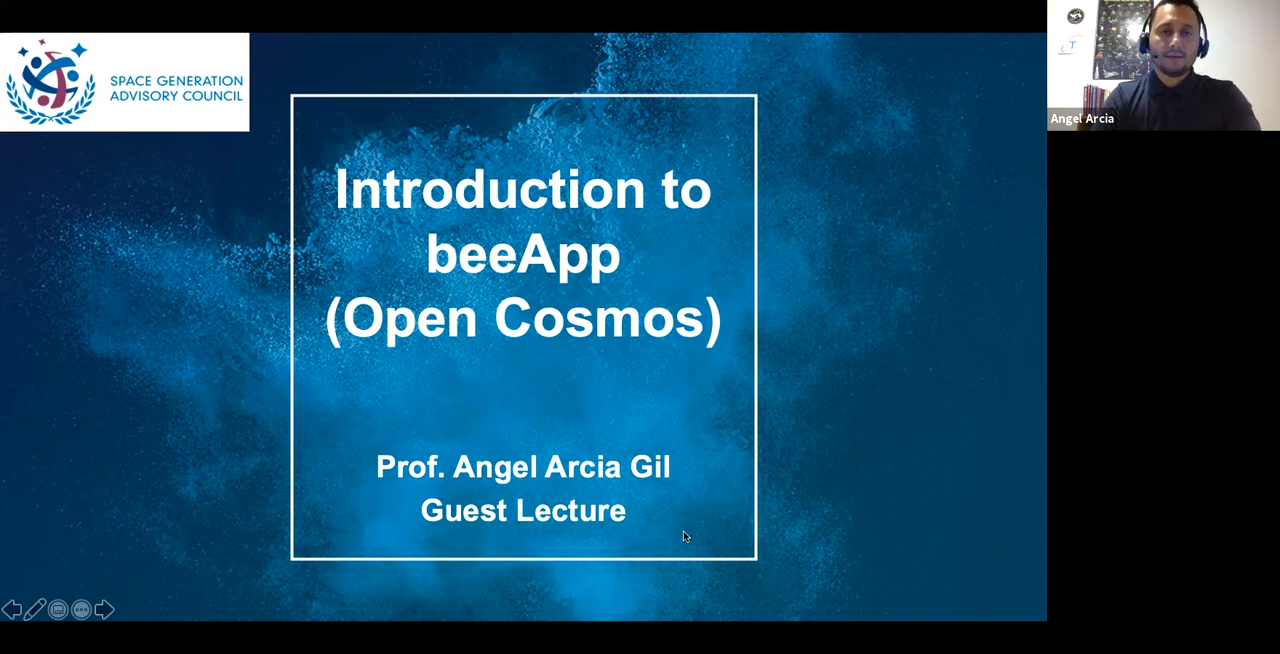 SPACE GENERATION
ADVISORY COUNCIL
Introduction to
beeApp
(Open Cosmos)
Prof. Angel Arcia Gil
Guest Lecture
Angel Arcia